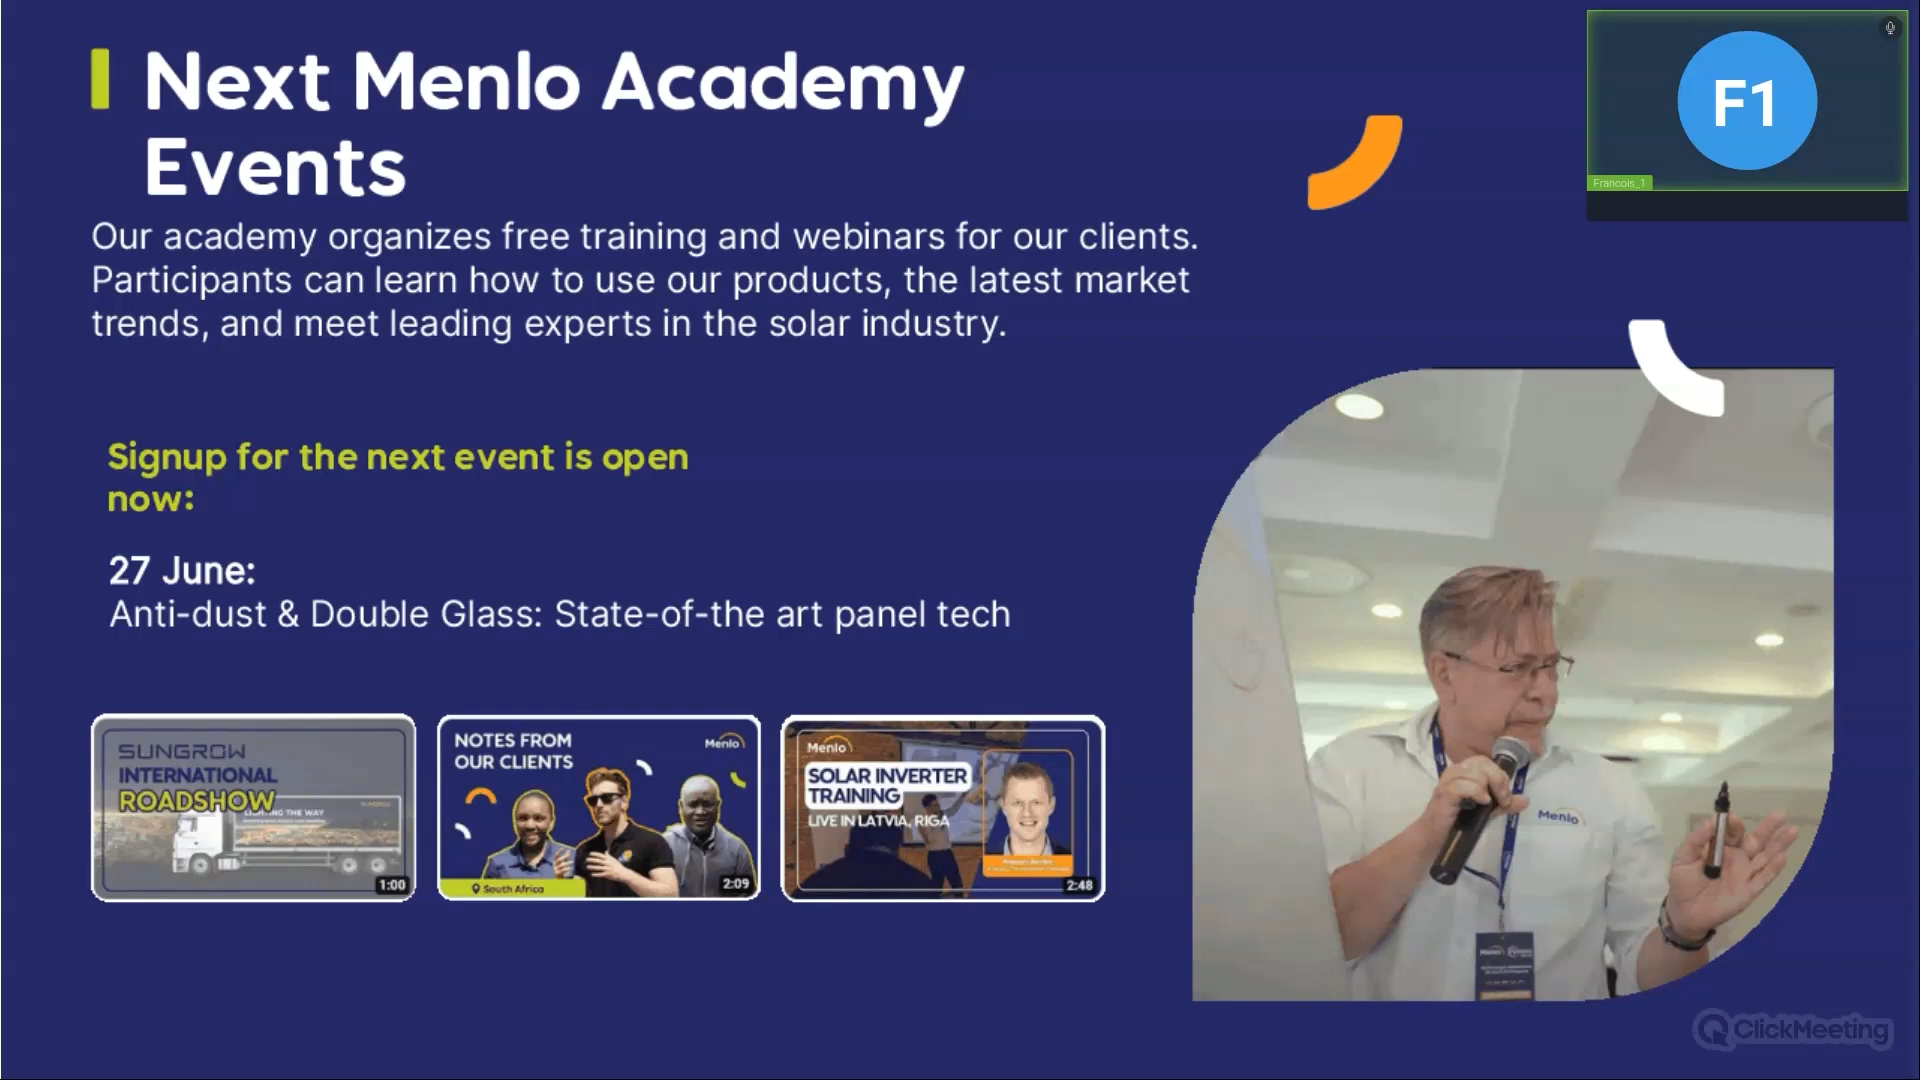 Next Menlo Academy
Events
Our academy organizes free training and webinars for our clients.
Participants can learn how to use our products, the latest market
trends, and meet leading experts in the solar industry.
Signup for the next event is open
now:
27 June:
Anti-dust & Double Glass: State-of-the art panel tech
SUNGROW
INTERNATIONAL
ROADSHOW
THE WAY
1:00
NOTES FROM
OUR CLIENTS
Menlo
South Africa
2:09
Menlo
SOLAR INVERTER
TRAINING
LIVE IN LATVIA, RIGA
2:48
F1
Francois_1
Menlo
ClickMeeting